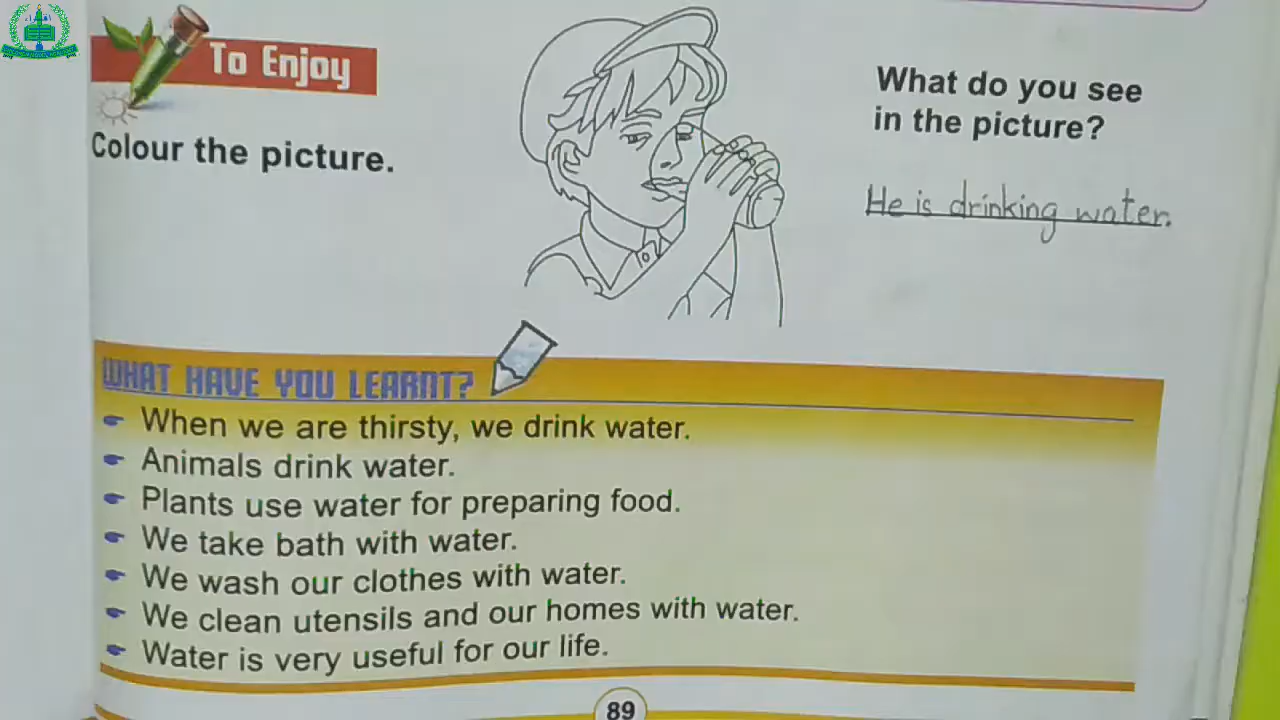 To Enjoy
Colour the picture.
What do you see
in the picture?
He is drinking water.
WHAT HAVE YOU LEARNT?
When we are thirsty, we drink water.
Animals drink water.
Plants use water for preparing food.
We take bath with water.
We wash our clothes with water.
We clean utensils and our homes with water.
Water is very useful for our life.
89